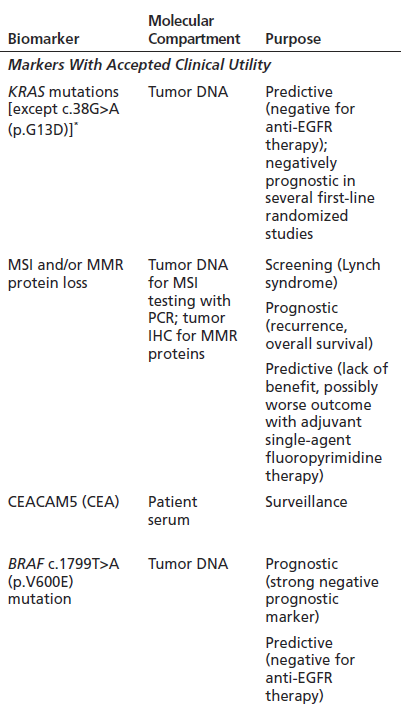 Biomarker
Molecular
Compartment
Purpose
Markers With Accepted Clinical Utility
KRAS mutations
[except c.38G>A
(p.G13D)]*
Tumor DNA
Predictive
(negative for
anti-EGFR
therapy);
negatively
prognostic in
several first-line
randomized
studies
MSI and/or MMR
protein loss
Tumor DNA
for MSI
testing with
PCR; tumor
IHC for MMR
proteins
Screening (Lynch
syndrome)
Prognostic
(recurrence,
overall survival)
Predictive (lack of
benefit, possibly
worse outcome
with adjuvant
single-agent
fluoropyrimidine
therapy)
CEACAM5 (CEA)
Patient
serum
Surveillance
BRAF c.1799T>A
(p.V600E)
mutation
Tumor DNA
Prognostic
(strong negative
prognostic
marker)
Predictive
(negative for
anti-EGFR
therapy)